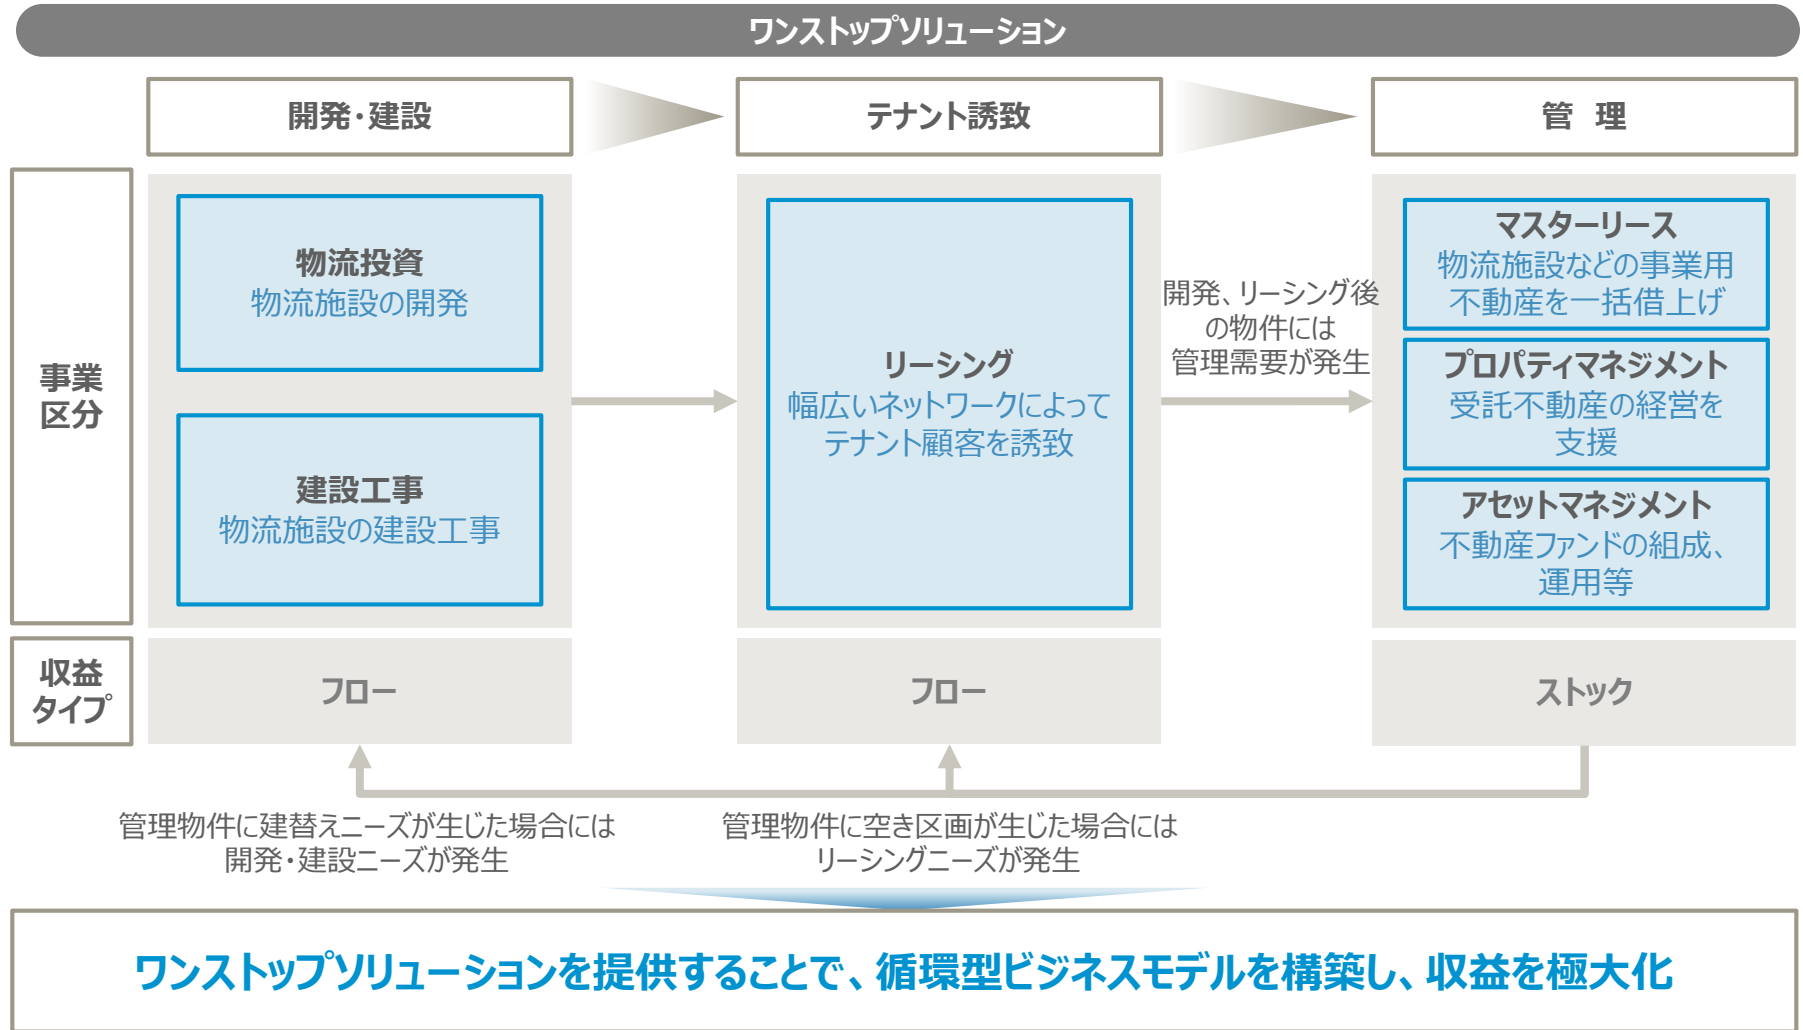 ワンストップソリューション
開発・建設
テナント誘致
管　理
事業
区分
物流投資
物流施設の開発
建設工事
物流施設の建設工事
リーシング
幅広いネットワークによって
テナント顧客を誘致
開発、リーシング後
の物件には
管理需要が発生
マスターリース
物流施設などの事業用
不動産を一括借上げ
プロパティマネジメント
受託不動産の経営を
支援
アセットマネジメント
不動産ファンドの組成、
運用等
収益
タイプ
フロー
フロー
ストック
管理物件に建替えニーズが生じた場合には
開発・建設ニーズが発生
管理物件に空き区画が生じた場合には
リーシングニーズが発生
ワンストップソリューションを提供することで、循環型ビジネスモデルを構築し、収益を極大化